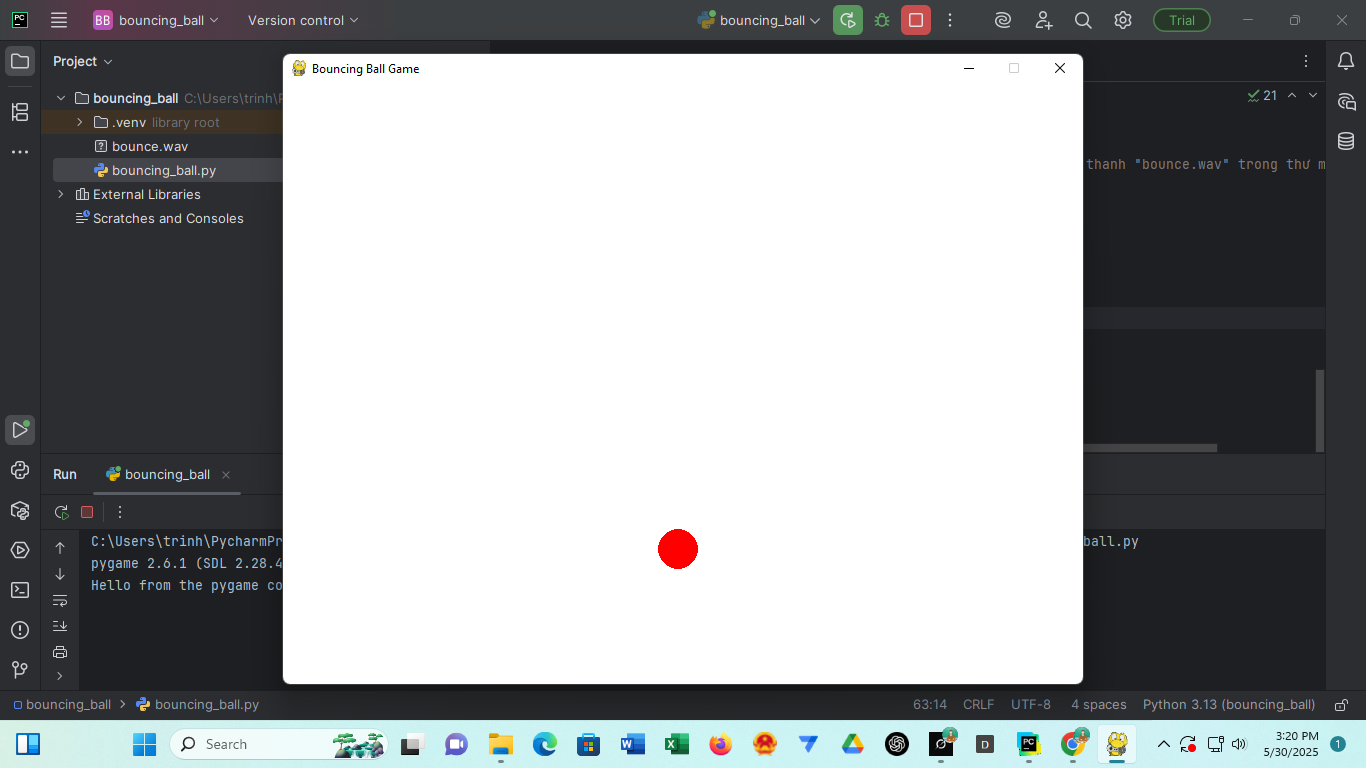 PC
BB bouncing_ball
Version control
bouncing_ball
Trial
Project
Bouncing Ball Game
bouncing_ball C:\Users\trinh\
21
.venv library root
bounce.wav
thanh "bounce.wav" trong thư
bouncing_ball.py
External Libraries
Scratches and Consoles
Run
bouncing_ball
C:\Users\trinh\PycharmPr
ball.py
pygame 2.6.1 (SDL 2.28.4
Hello from the pygame co
bouncing_ball
bouncing_ball.py
63:14
CRLF
UTF-8
4 spaces
Python 3.13 (bouncing_ball)
Search
3:20 PM
5/30/2025
1